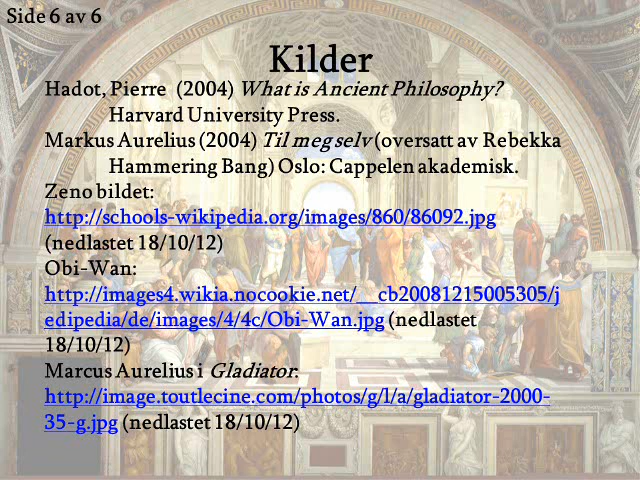 Side 6 av 6
Kilder
Hadot, Pierre (2004) What is Ancient Philosophy?
Harvard University Press.
Markus Aurelius (2004) Til meg selv (oversatt av Rebekka
Hammering Bang) Oslo: Cappelen akademisk.
Zeno bildet:
http://schools-wikipedia.org/images/860/86092.jpg
(nedlastet 18/10/12)
Obi-Wan:
http://images4.wikia.nocookie.net/__cb20081215005305/j
edipedia/de/images/4/4c/Obi-Wan.jpg (nedlastet
18/10/12)
Marcus Aurelius i Gladiator:
http://image.toutlecine.com/photos/g/l/a/gladiator-2000-
35-g.jpg (nedlastet 18/10/12)